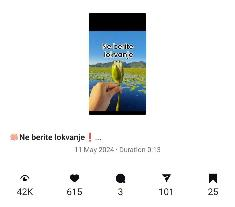 Ne berite
lokvanje
Ne berite lokvanje❗...
11 May 2024 · Duration 0:13
42K 615 3 101 25